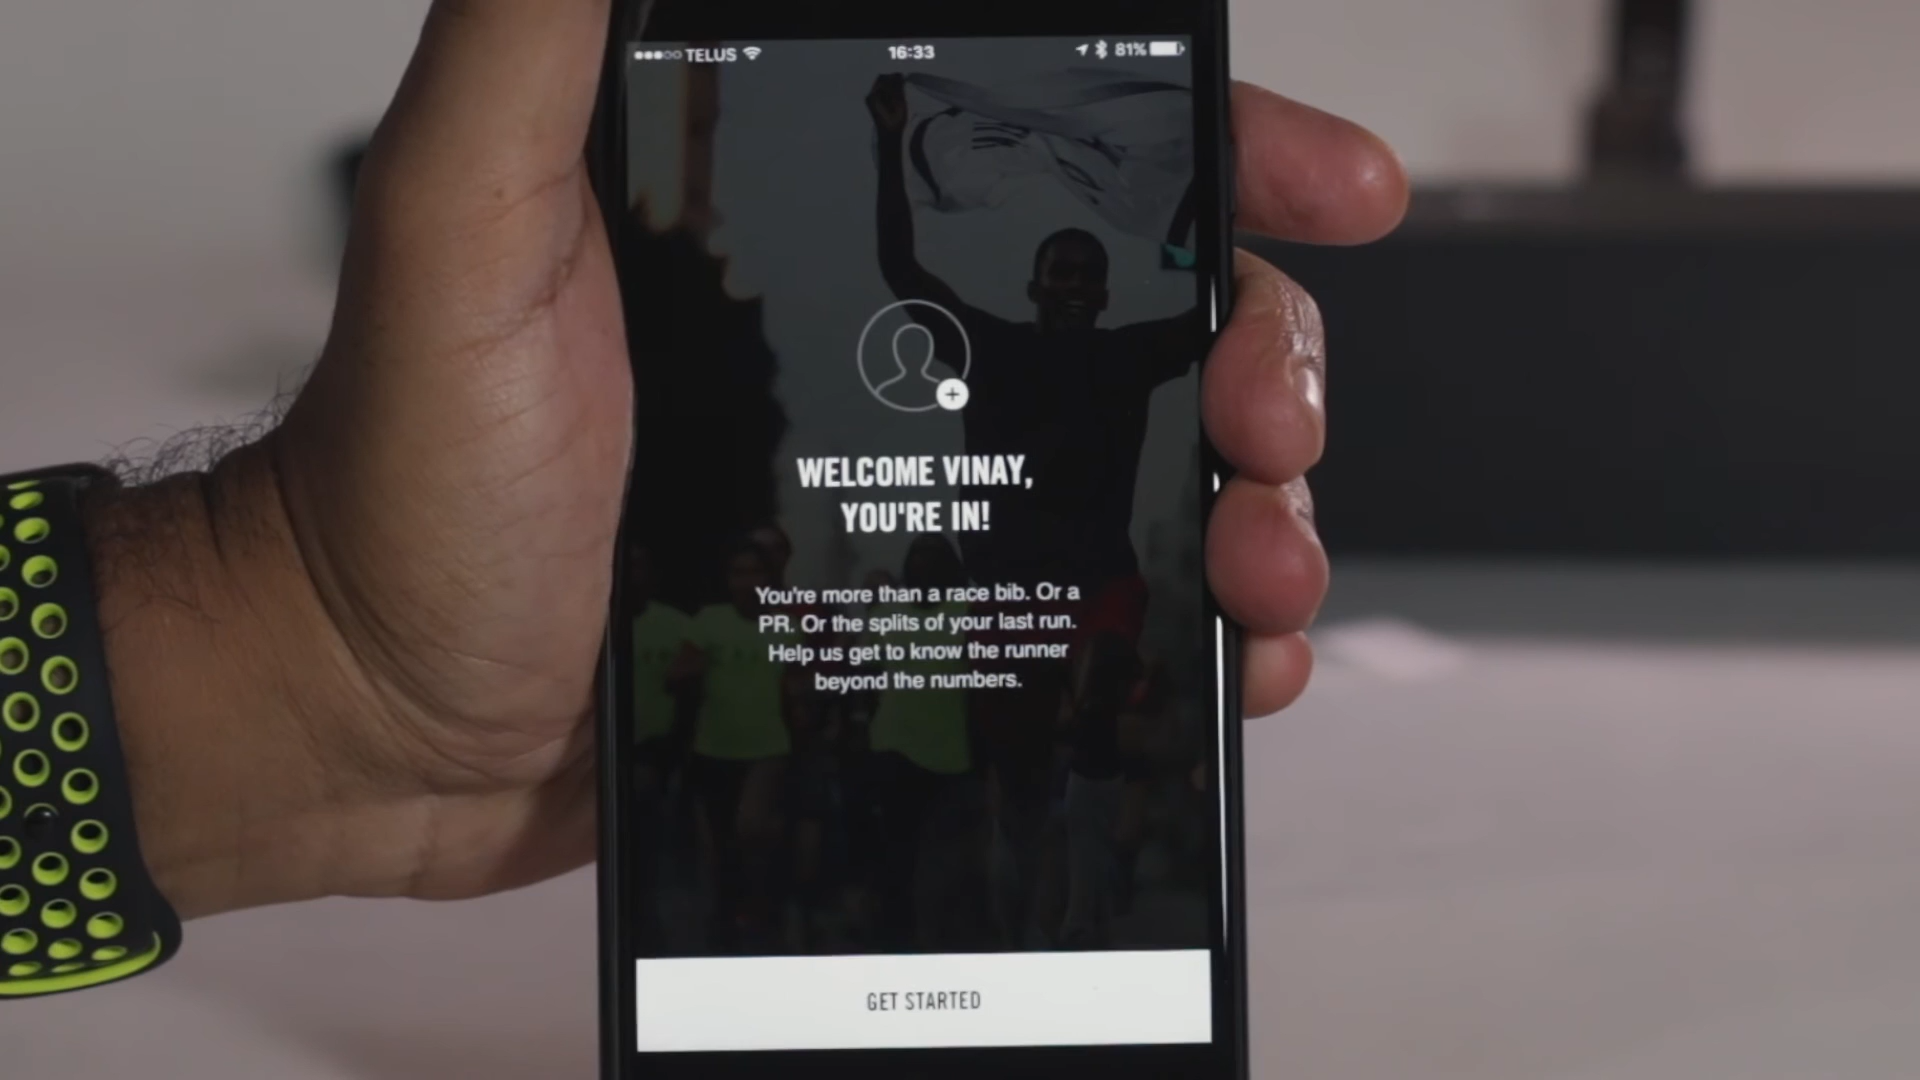 TELUS 16:33 81%
WELCOME VINAY,
YOU'RE IN!
You're more than a race bib. Or a
PR. Or the splits of your last run.
Help us get to know the runner
beyond the numbers.
GET STARTED